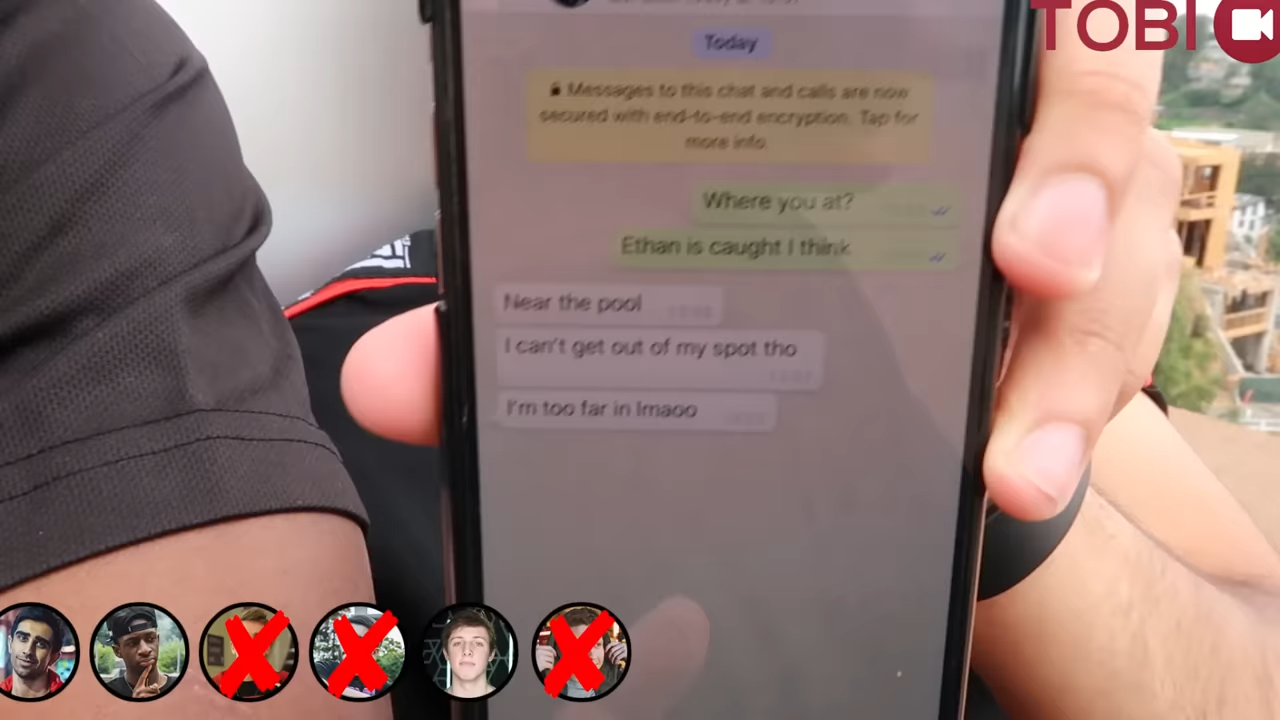 TOBI
Today
Messages to this chat and calls are now
secured with end-to-end encryption. Tap for
more info.
Where you at?
Ethan is caught I think
Near the pool
I can't get out of my spot tho
I'm too far in lmaoo